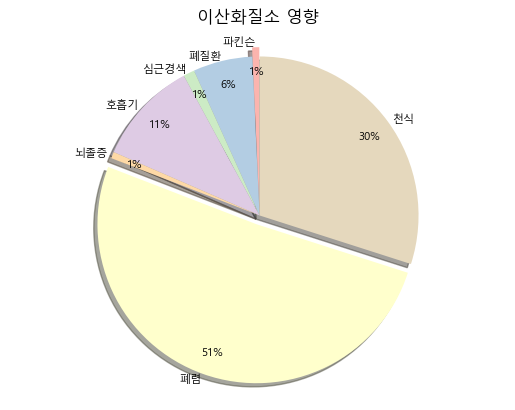 이산화질소 영향
파킨슨
1%
폐질환
6%
심근경색
1%
호흡기
11%
뇌졸증
1%
천식
30%
51%
폐렴